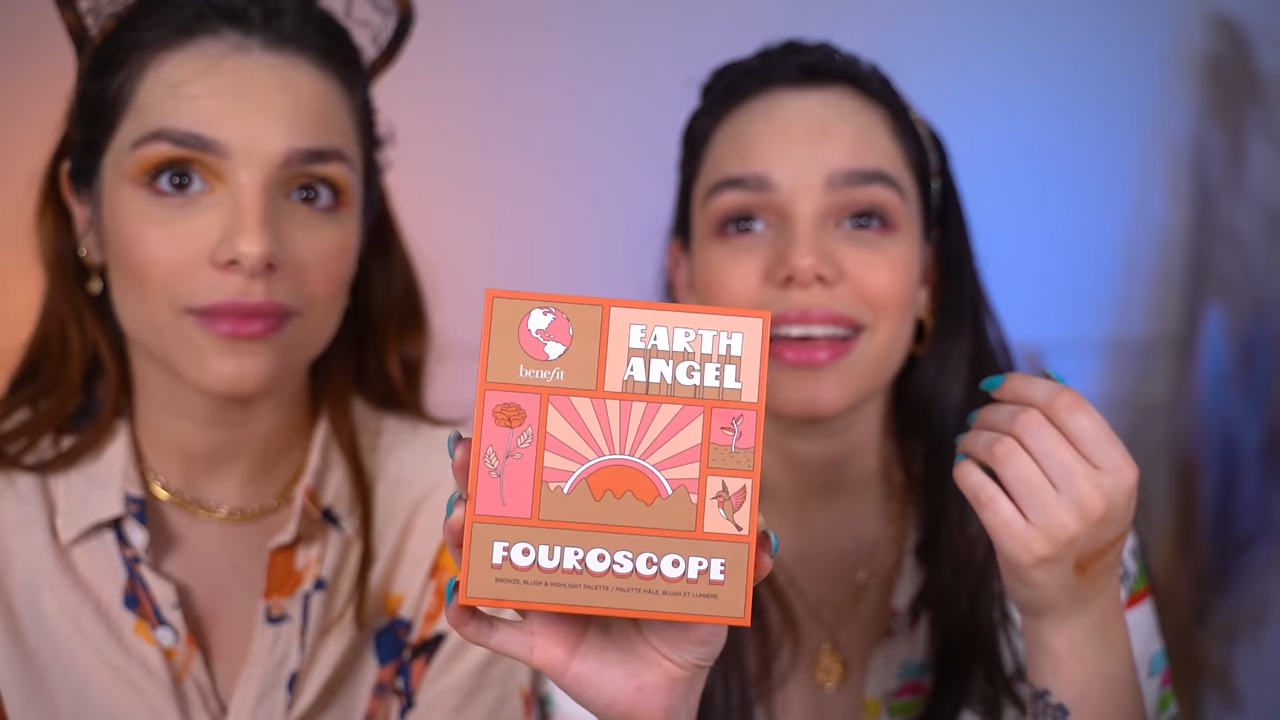 benefit
EARTH
ANGEL
FOUROSCOPE
BRONZE, BLUSH & HIGHLIGHT PALETTE / PALETTE HÂLE, BLUSH ET LUMIÈRE